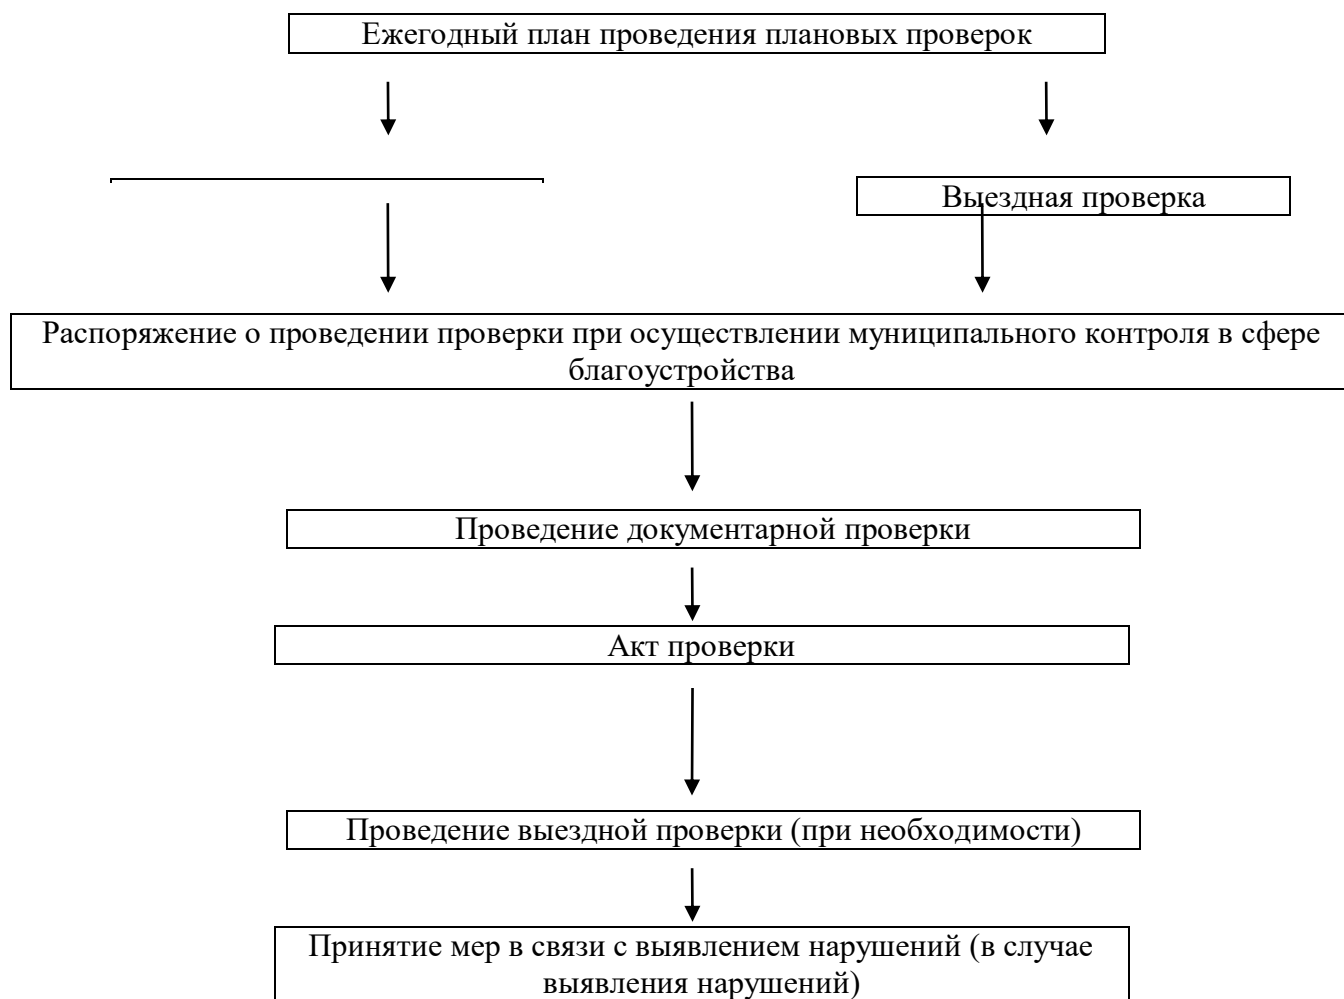 Ежегодный план проведения плановых проверок
Выездная проверка
Распоряжение о проведении проверки при осуществлении муниципального контроля в сфере
благоустройства
Проведение документарной проверки
Акт проверки
Проведение выездной проверки (при необходимости)
Принятие мер в связи с выявлением нарушений (в случае
выявления нарушений)